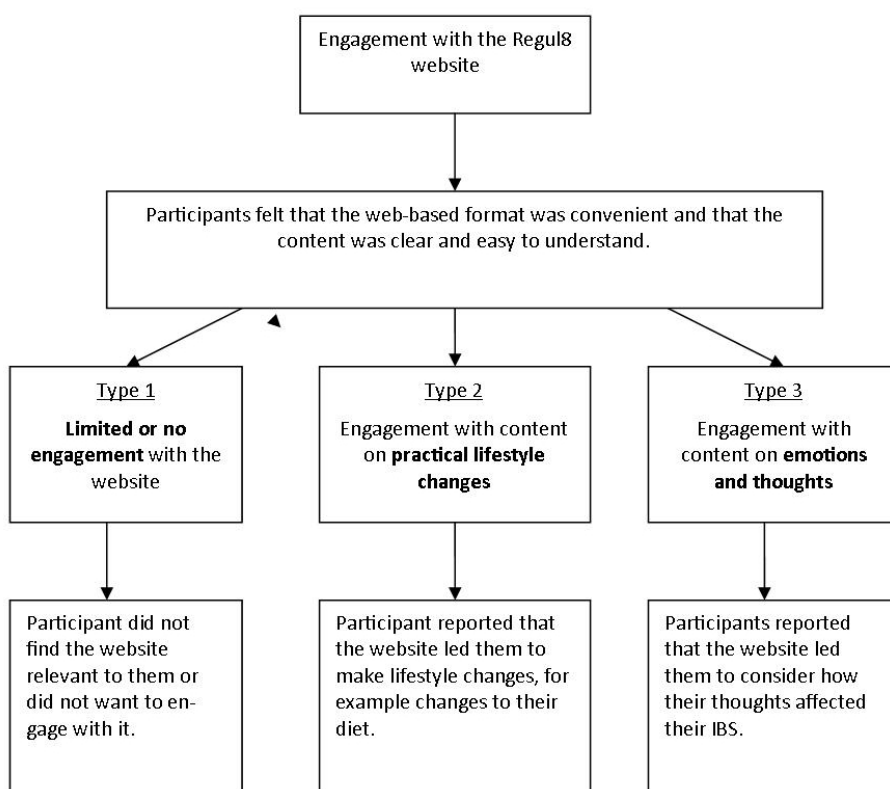 Engagement with the Regul8
website
Participants felt that the web-based format was convenient and that the
content was clear and easy to understand.
Type 1
Limited or no
engagement with the
website
Type 2
Engagement with content
on practical lifestyle
changes
Type 3
Engagement with
content on emotions
and thoughts
Participant did not
find the website
relevant to them or
did not want to en-
gage with it.
Participant reported that
the website led them to
make lifestyle changes, for
example changes to their
diet.
Participants reported
that the website led
them to consider how
their thoughts affected
their IBS.